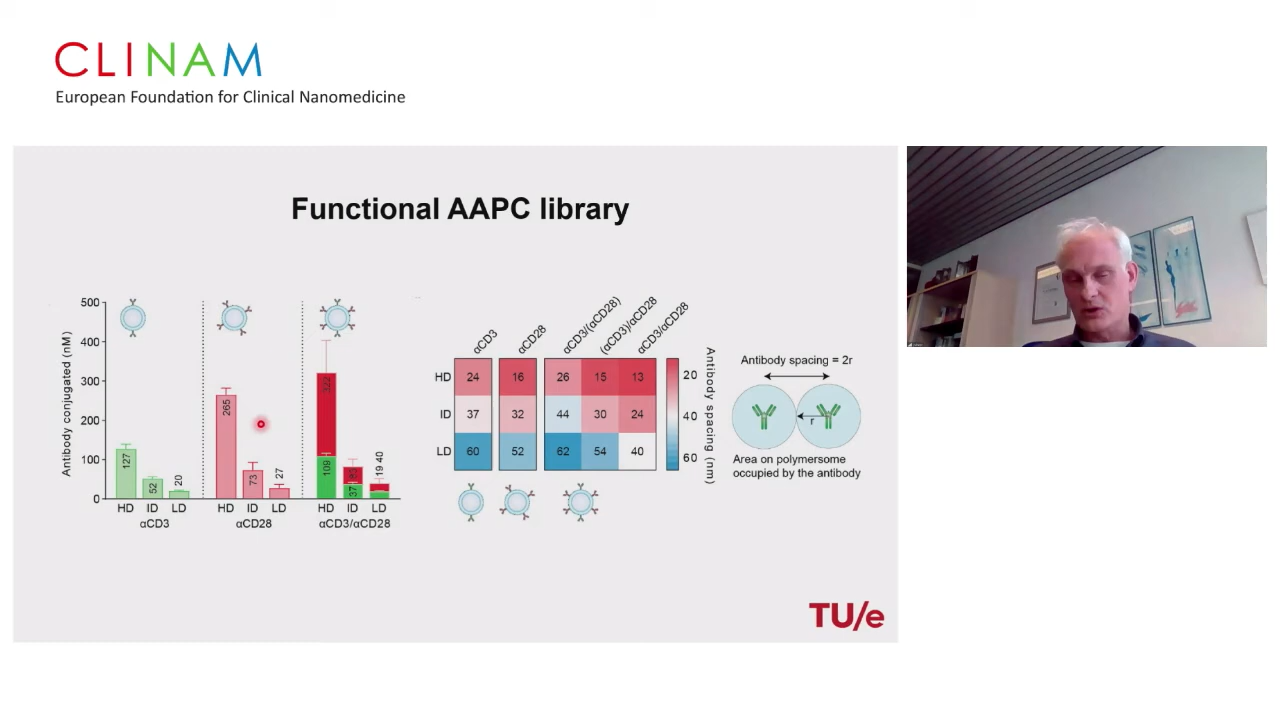 CLINAM
European Foundation for Clinical Nanomedicine
Functional AAPC library
Antibody conjugated (nM)
500
400
300
200
100
0
127
52
20
265
73
27
322
109
37
19 40
HD ID LD
HD ID LD
HD ID LD
αCD3
αCD28
αCD3/αCD28
αCD3
αCD28
αCD3/(αCD28)
(αCD3)/αCD28
αCD3/αCD28
HD 24 16 26 15 13
ID 37 32 44 30 24
LD 60 52 62 54 40
20
40
60
Antibody spacing (nm)
Antibody spacing = 2r
r
Area on polymersome
occupied by the antibody
TU/e